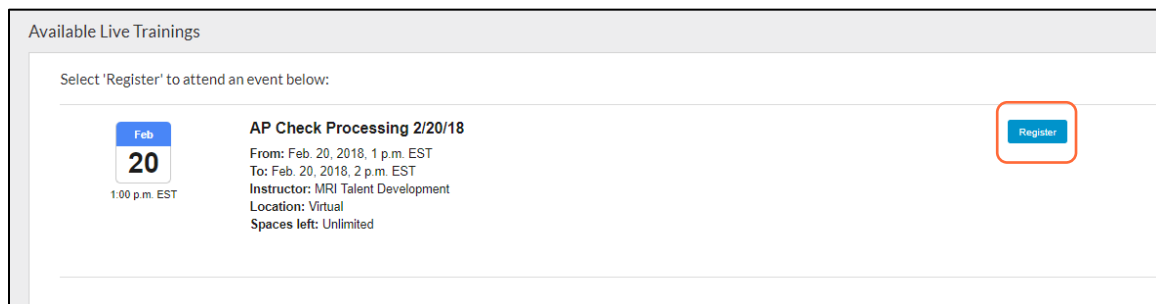 Available Live Trainings
Select 'Register' to attend an event below:
Feb
20
1:00 p.m. EST
AP Check Processing 2/20/18
From: Feb. 20, 2018, 1 p.m. EST
To: Feb. 20, 2018, 2 p.m. EST
Instructor: MRI Talent Development
Location: Virtual
Spaces left: Unlimited
Register